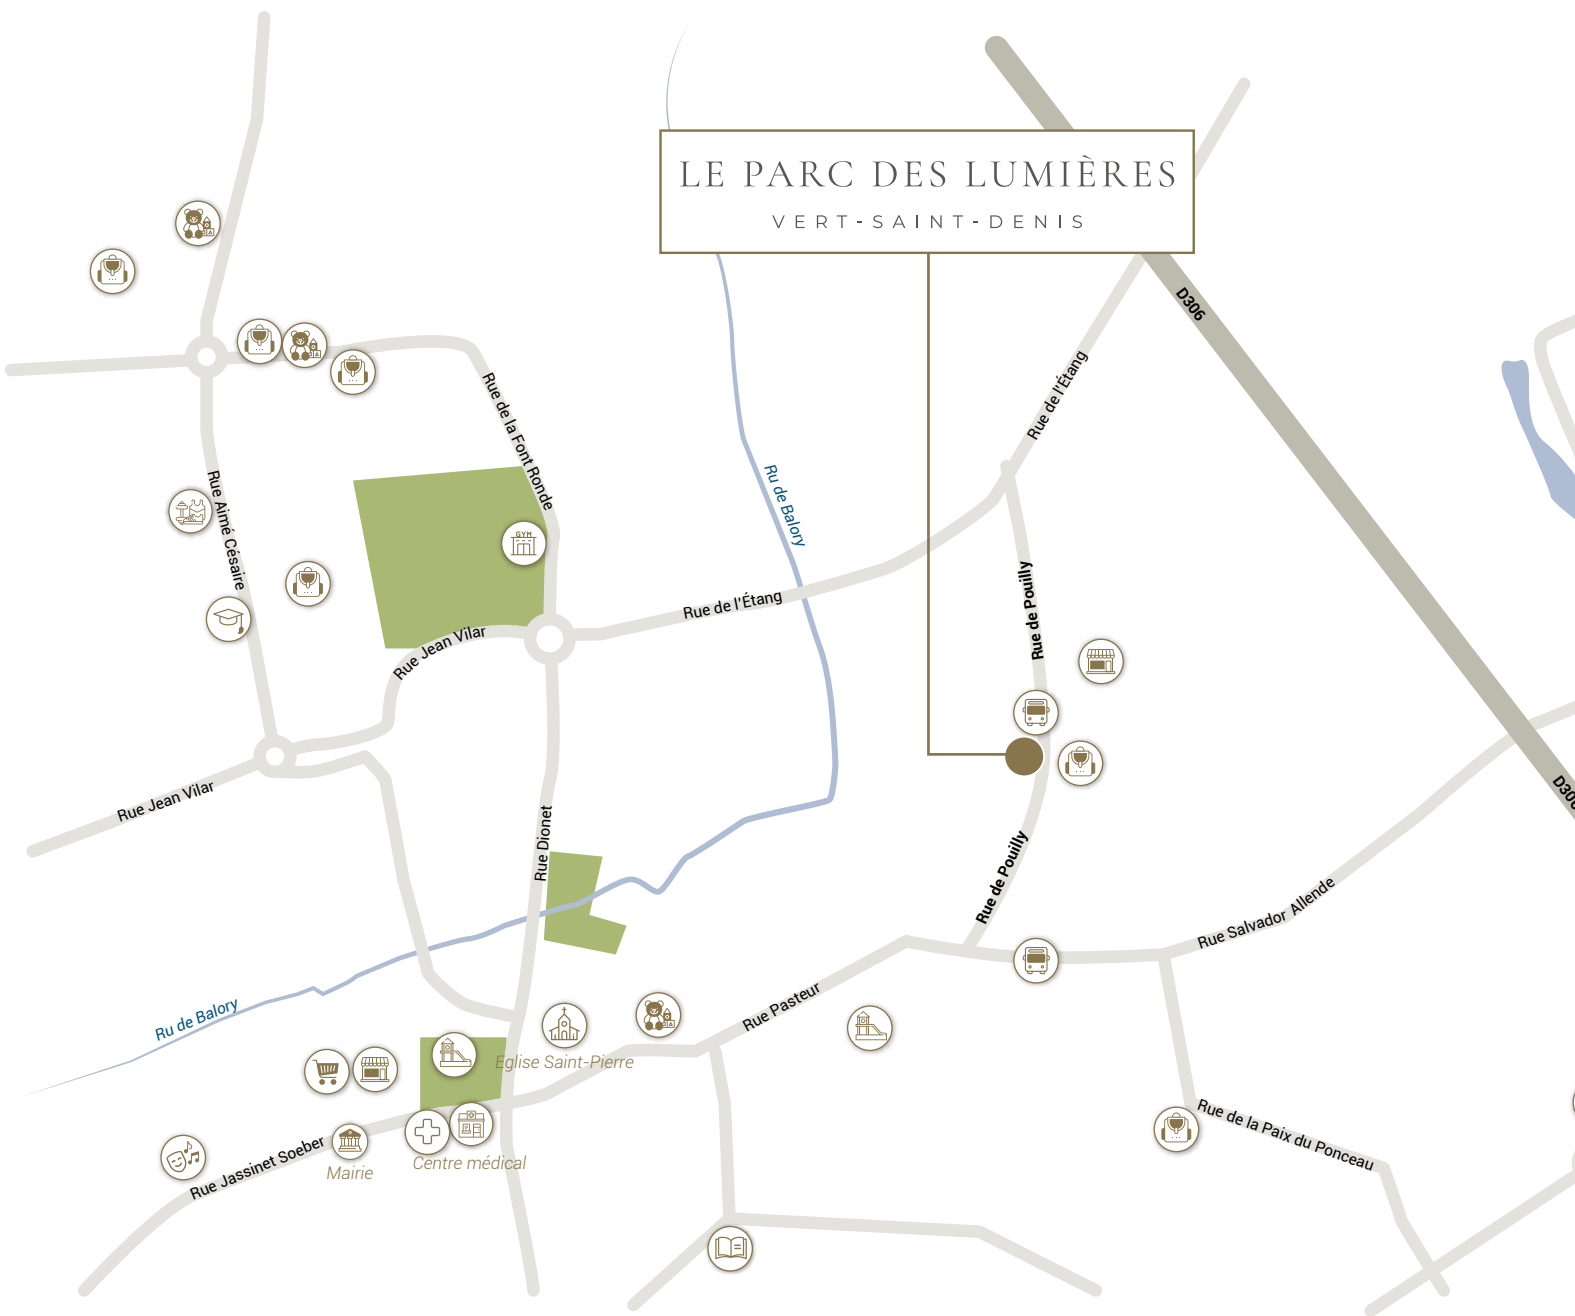 LE PARC DES LUMIÈRES
VERT-SAINT-DENIS
D306
Rue de l'Étang
Rue de la Font Ronde
Ru de Balory
Rue Aimé Césaire
GYM
Rue de Pouilly
Rue de l'Étang
Rue Jean Vilar
Rue Jean Vilar
D306
Rue Dionet
Rue de Pouilly
Rue Salvador Allende
Ru de Balory
Rue Pasteur
Eglise Saint-Pierre
Rue de la Paix du Ponceau
Rue Jassinet Soeber
Mairie
Centre médical